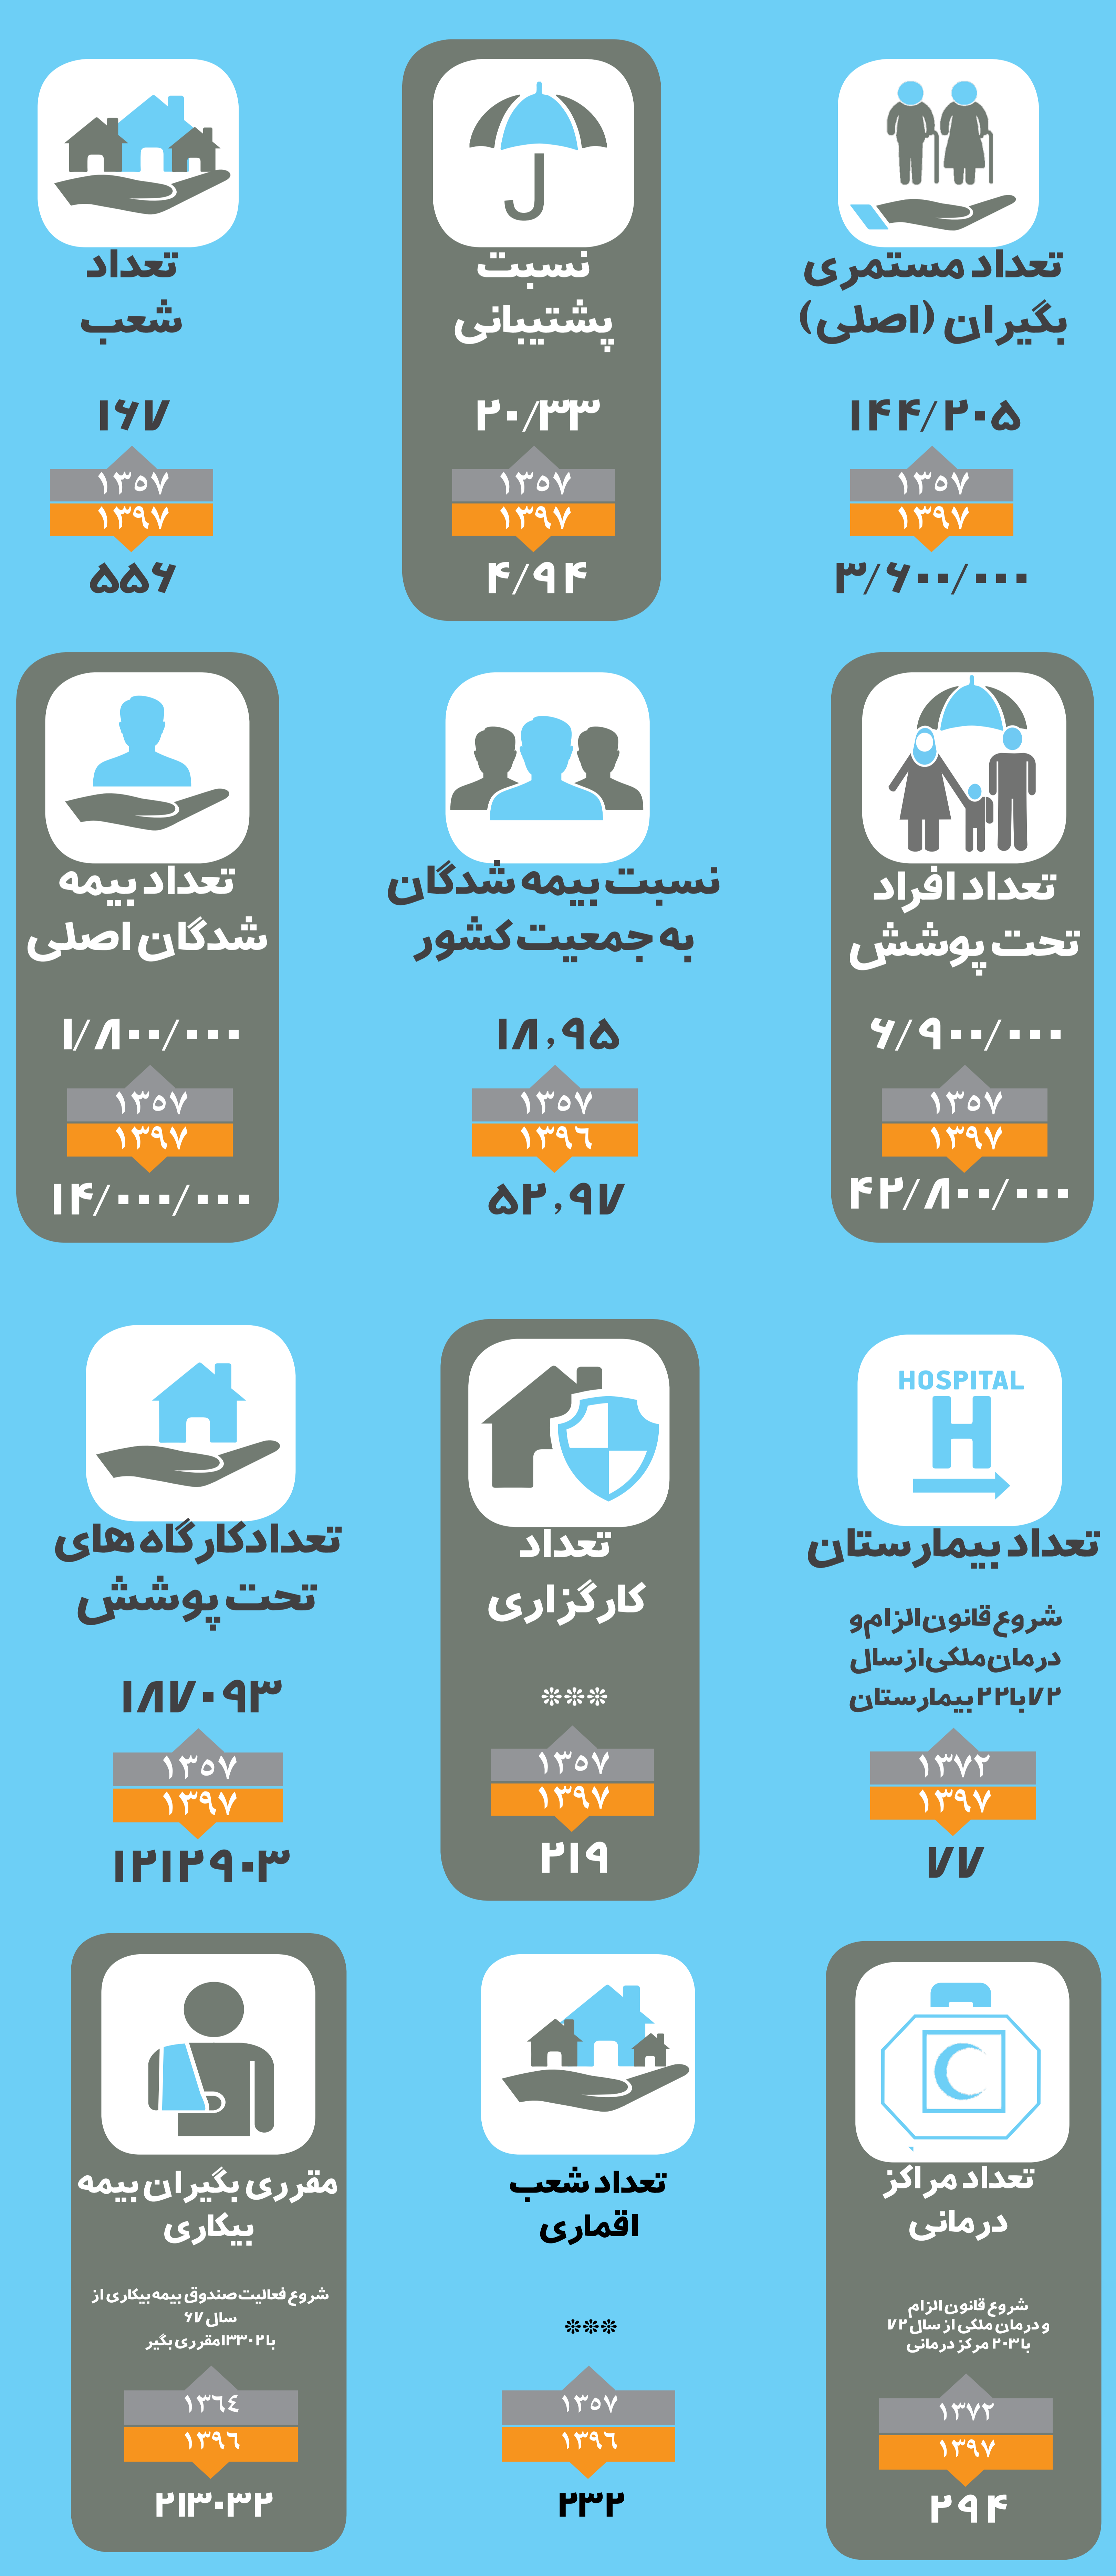 تعداد مستمری
بگیران (اصلی)
۱۴۴/۲۰۵
۱۳۵۷
۱۳۹۷
۳/۶۰۰/۰۰۰
نسبت
پشتیبانی
۲۰/۳۳
۱۳۵۷
۱۳۹۷
۴/۹۴
تعداد
شعب
۱۶۷
۱۳۵۷
۱۳۹۷
۵۵۶
تعداد افراد
تحت پوشش
۶/۹۰۰/۰۰۰
۱۳۵۷
۱۳۹۷
۴۲/۸۰۰/۰۰۰
نسبت بیمه شدگان
به جمعیت کشور
۱۸,۹۵
۱۳۵۷
۱۳۹٦
۵۲,۹۷
تعداد بیمه
شدگان اصلی
۱/۸۰۰/۰۰۰
۱۳۵۷
۱۳۹۷
۱۴/۰۰۰/۰۰۰
HOSPITAL
H
تعداد بیمارستان
شروع قانون الزام و
درمان ملکی از سال
۷۲ با ۲۲ بیمارستان
۱۳۷۲
۱۳۹۷
۷۷
تعداد
کارگزاری
***
۱۳۵۷
۱۳۹۷
۲۱۹
تعداد کارگاه های
تحت پوشش
۱۸۷۰۹۳
۱۳۵۷
۱۳۹۷
۱۲۱۲۹۰۳
تعداد مراکز
درمانی
شروع قانون الزام
و درمان ملکی از سال ۷۲
با ۲۰۳ مرکز درمانی
۱۳۷۲
۱۳۹۷
۲۹۴
تعداد شعب
اقماری
***
۱۳۵۷
۱۳۹٦
۲۳۲
مقرری بگیران بیمه
بیکاری
شروع فعالیت صندوق بیمه بیکاری از
سال ۶۷
با ۱۳۳۰۲ مقرری بگیر
۱۳٦٤
۱۳۹٦
۲۱۳۰۳۲